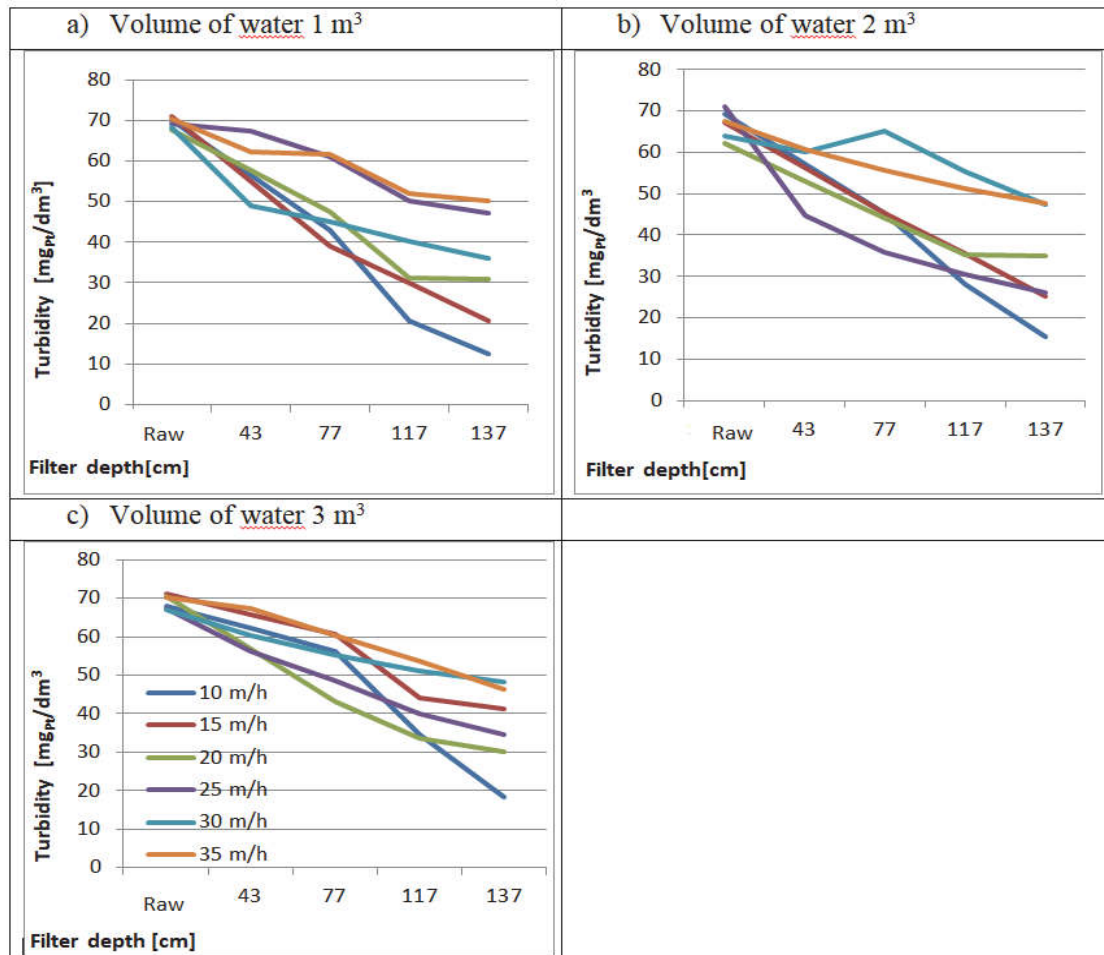 a) Volume of water 1 m³
b) Volume of water 2 m³
80
70
60
50
40
30
20
10
0
Turbidity [mgPt/dm³
Raw 43 77 117 137
Filter depth[cm]
80
70
60
50
40
30
20
10
0
Turbidity [mgPt/dm³
Raw 43 77 117 137
Filter depth[cm]
c) Volume of water 3 m³
80
70
60
50
40
30
20
10
0
Turbidity [mgPt/dm³
10 m/h
15 m/h
20 m/h
25 m/h
30 m/h
35 m/h
Raw 43 77 117 137
Filter depth [cm]